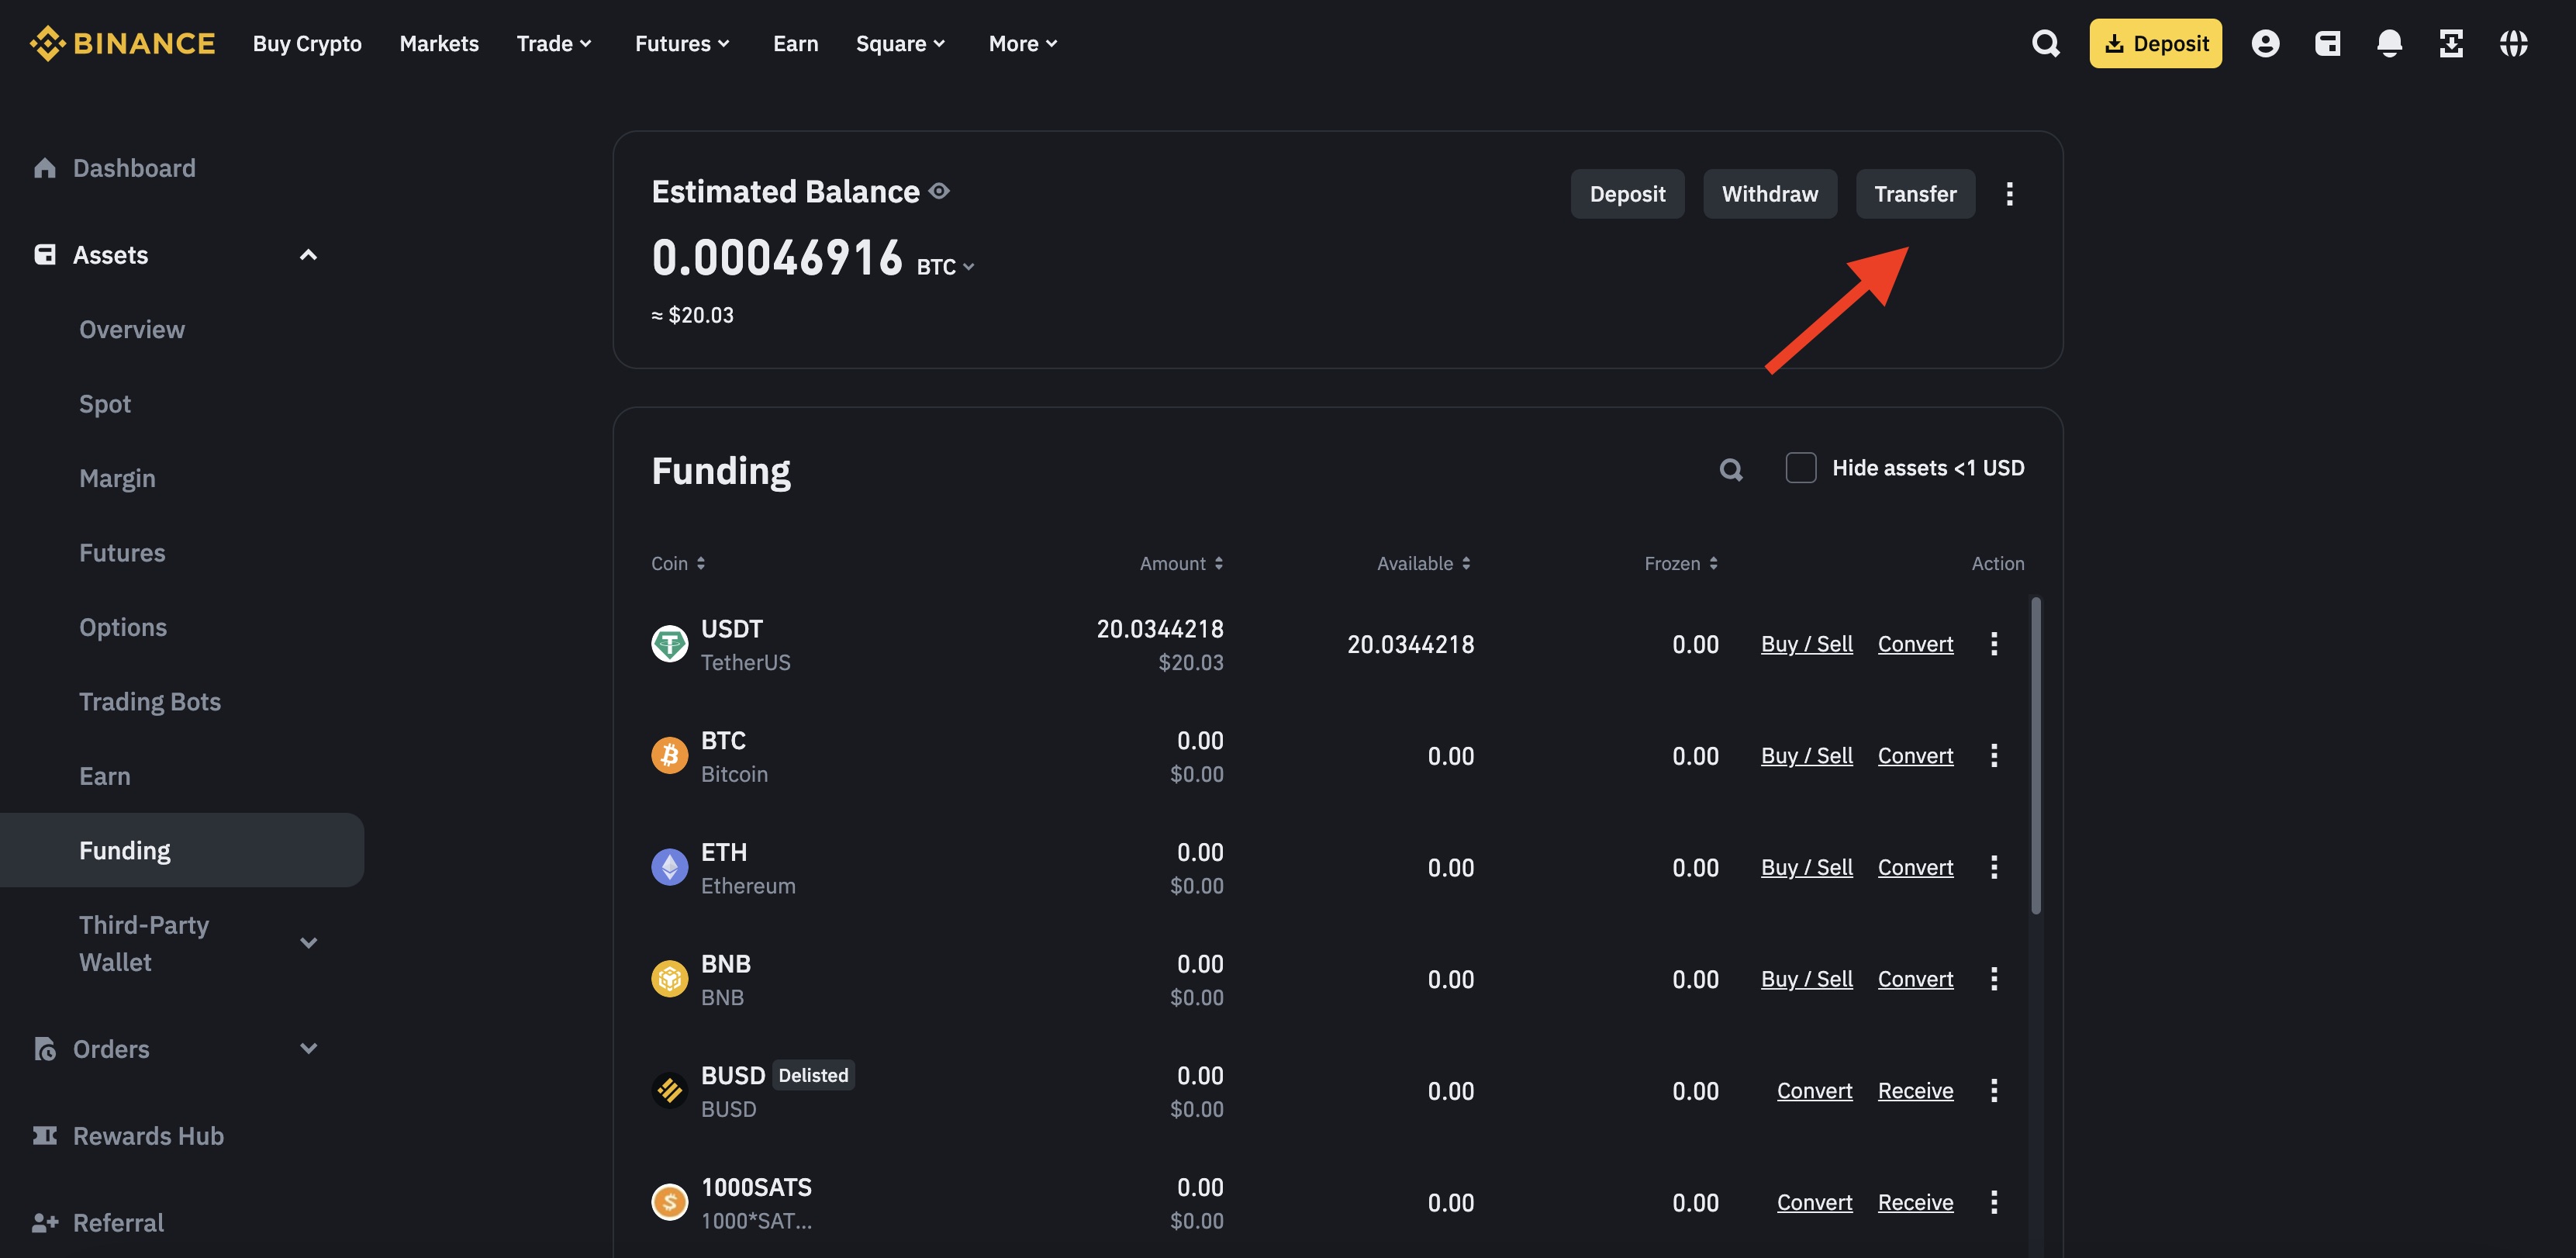 BINANCE Buy Crypto Markets Trade Futures Earn Square More Deposit
Dashboard
Assets
Overview
Spot
Margin
Futures
Options
Trading Bots
Earn
Funding
Third-Party
Wallet
Orders
Rewards Hub
Referral
Estimated Balance Deposit Withdraw Transfer
0.00046916 BTC
≈ $20.03
Funding Hide assets <1 USD
Coin Amount Available Frozen Action
USDT 20.0344218 20.0344218 0.00 Buy / Sell Convert
TetherUS $20.03
BTC 0.00 0.00 0.00 Buy / Sell Convert
Bitcoin $0.00
ETH 0.00 0.00 0.00 Buy / Sell Convert
Ethereum $0.00
BNB 0.00 0.00 0.00 Buy / Sell Convert
BNB $0.00
BUSD Delisted 0.00 0.00 0.00 Convert Receive
BUSD $0.00
1000SATS 0.00 0.00 0.00 Convert Receive
1000*SAT... $0.00